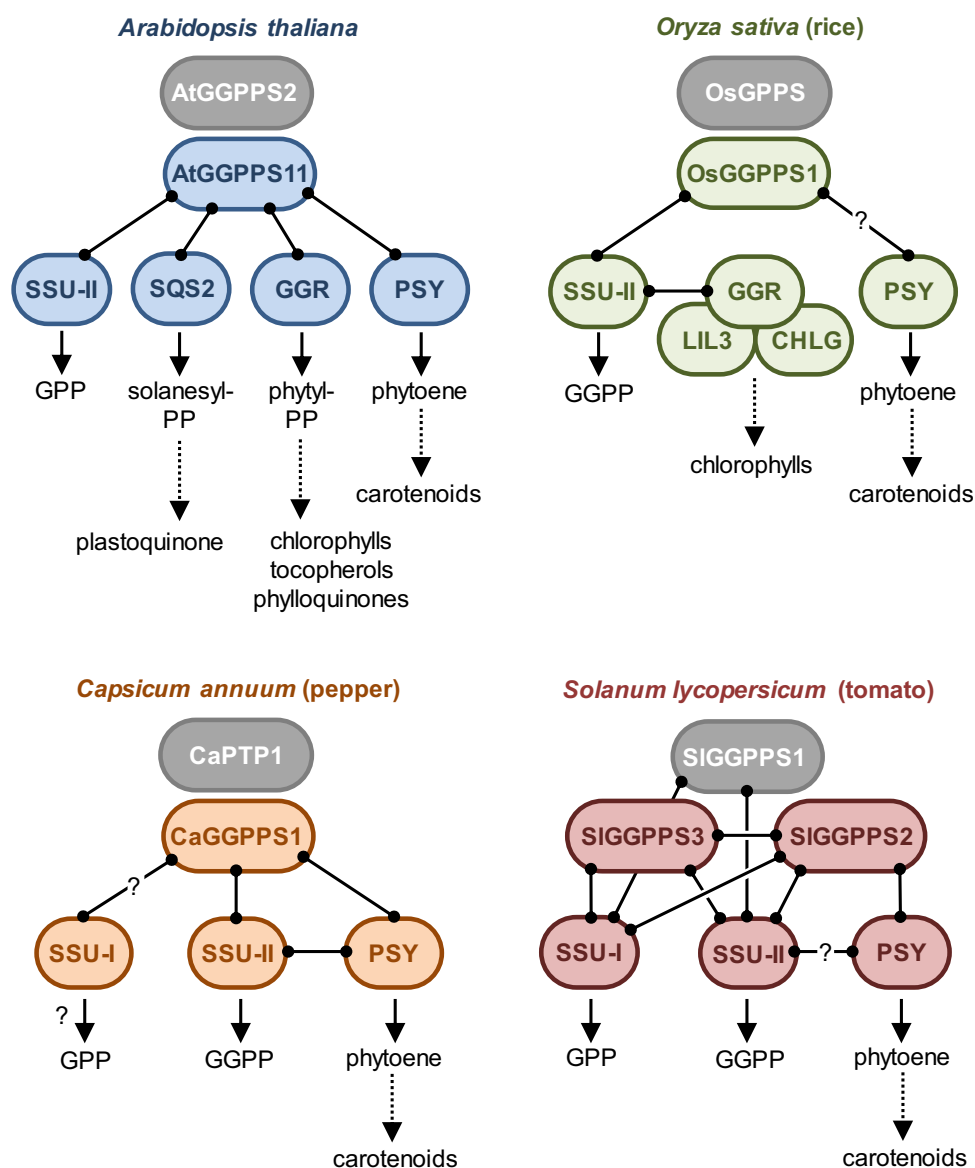 Arabidopsis thaliana
AtGGPPS2
AtGGPPS11
SSU-II
SQS2
GGR
PSY
GPP
solanesyl-
PP
phytyl-
PP
phytoene
carotenoids
plastoquinone
chlorophylls
tocopherols
phylloquinones
Oryza sativa (rice)
OsGPPS
OsGGPPS1
?
SSU-II
GGR
PSY
LIL3
CHLG
GGPP
phytoene
chlorophylls
carotenoids
Capsicum annuum (pepper)
CaPTP1
CaGGPPS1
?
SSU-I
SSU-II
PSY
?
GPP
GGPP
phytoene
carotenoids
Solanum lycopersicum (tomato)
SlGGPPS1
SlGGPPS3
SlGGPPS2
SSU-I
SSU-II
?
PSY
GPP
GGPP
phytoene
carotenoids